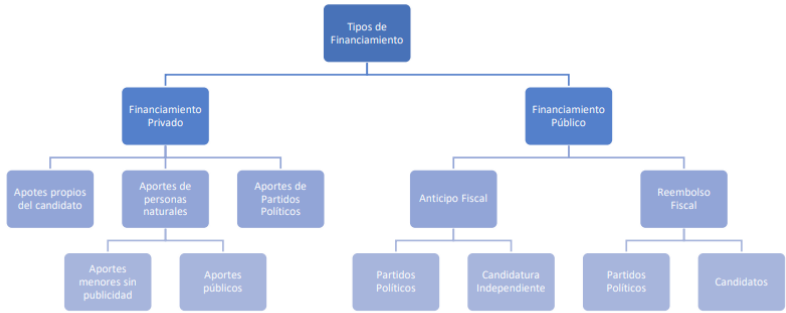 Tipos de
Financiamiento
Financiamiento
Privado
Financiamiento
Público
Apotes propios
del candidato
Aportes de
personas
naturales
Aportes de
Partidos
Políticos
Anticipo Fiscal
Reembolso
Fiscal
Aportes
menores sin
publicidad
Aportes
públicos
Partidos
Políticos
Candidatura
Independiente
Partidos
Políticos
Candidatos